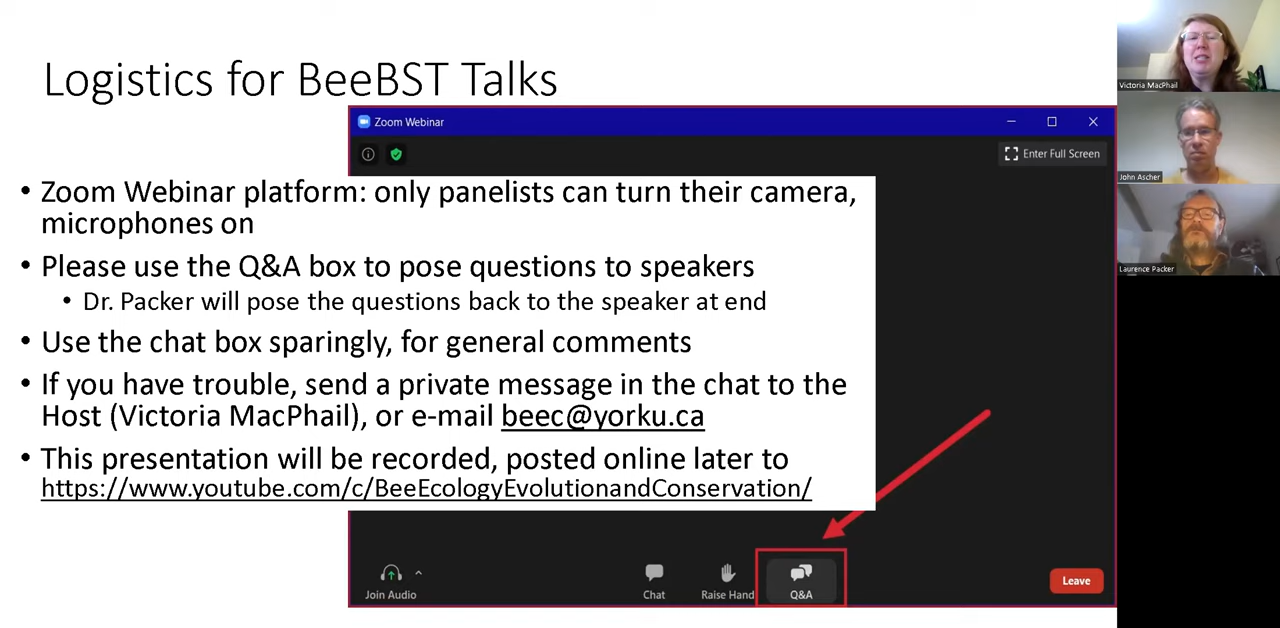 Logistics for BeeBST Talks
Zoom Webinar
Enter Full Screen
• Zoom Webinar platform: only panelists can turn their camera,
microphones on
• Please use the Q&A box to pose questions to speakers
• Dr. Packer will pose the questions back to the speaker at end
• Use the chat box sparingly, for general comments
• If you have trouble, send a private message in the chat to the
Host (Victoria MacPhail), or e-mail beec@yorku.ca
• This presentation will be recorded, posted online later to
https://www.youtube.com/c/BeeEcologyEvolutionandConservation/
Join Audio
Chat
Raise Hand
Q&A
Leave
Victoria MacPhail
John Ascher
Laurence Packer